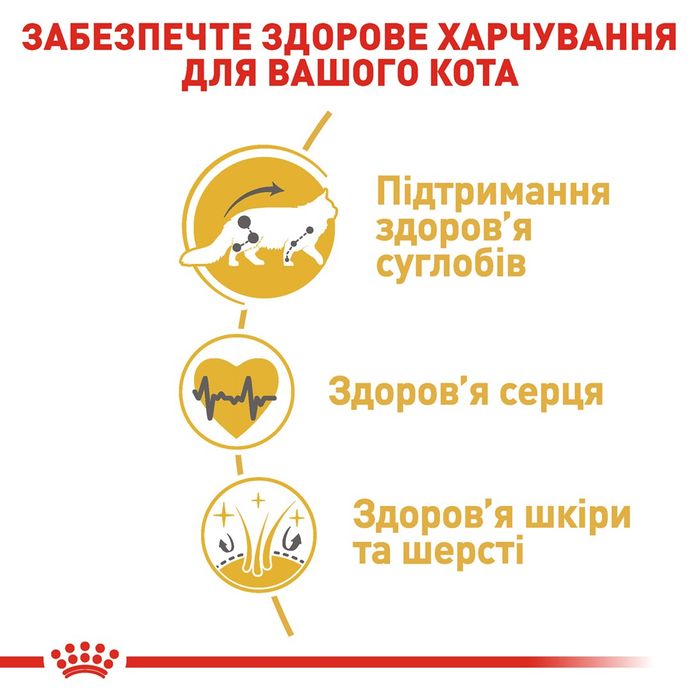 ЗАБЕЗПЕЧТЕ ЗДОРОВЕ ХАРЧУВАННЯ
ДЛЯ ВАШОГО КОТА
Підтримання
здоров’я
суглобів
Здоров’я серця
Здоров’я шкіри
та шерсті